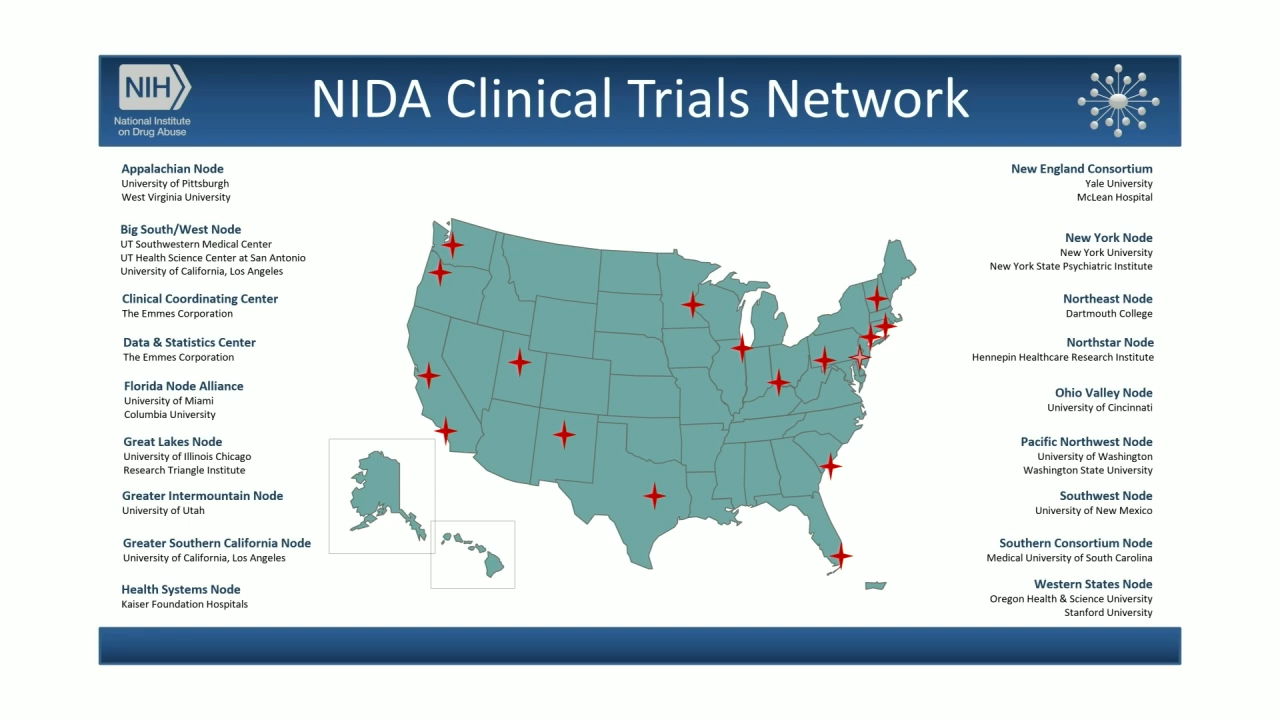 NIH
National Institute
on Drug Abuse
NIDA Clinical Trials Network
Appalachian Node
University of Pittsburgh
West Virginia University
Big South/West Node
UT Southwestern Medical Center
UT Health Science Center at San Antonio
University of California, Los Angeles
Clinical Coordinating Center
The Emmes Corporation
Data & Statistics Center
The Emmes Corporation
Florida Node Alliance
University of Miami
Columbia University
Great Lakes Node
University of Illinois Chicago
Research Triangle Institute
Greater Intermountain Node
University of Utah
Greater Southern California Node
University of California, Los Angeles
Health Systems Node
Kaiser Foundation Hospitals
New England Consortium
Yale University
McLean Hospital
New York Node
New York University
New York State Psychiatric Institute
Northeast Node
Dartmouth College
Northstar Node
Hennepin Healthcare Research Institute
Ohio Valley Node
University of Cincinnati
Pacific Northwest Node
University of Washington
Washington State University
Southwest Node
University of New Mexico
Southern Consortium Node
Medical University of South Carolina
Western States Node
Oregon Health & Science University
Stanford University